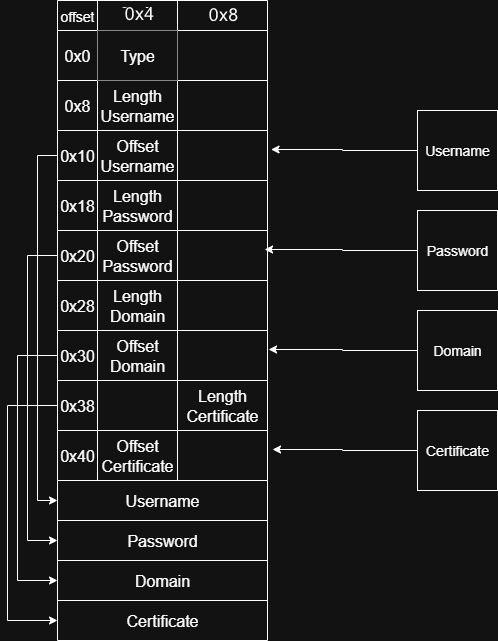 offset 0x4 0x8
0x0 Type
0x8 Length
Username
0x10 Offset
Username
0x18 Length
Password
0x20 Offset
Password
0x28 Length
Domain
0x30 Offset
Domain
0x38 Length
Certificate
0x40 Offset
Certificate
Username
Password
Domain
Certificate
Username
Password
Domain
Certificate